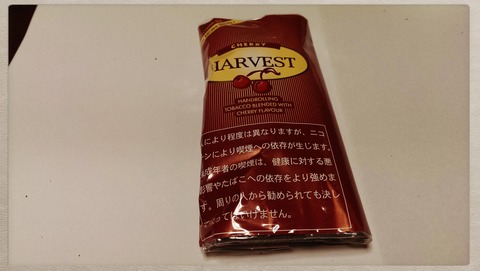 CHERRY
HARVEST
HANDROLLING
TOBACCO BLENDED WITH
CHERRY FLAVOUR
人により程度は異なりますが、ニコ
チンにより喫煙への依存が生じます。
未成年者の喫煙は、健康に対する悪
影響やたばこへの依存をより強めま
す。周りの人から勧められても決し
てはいけません。